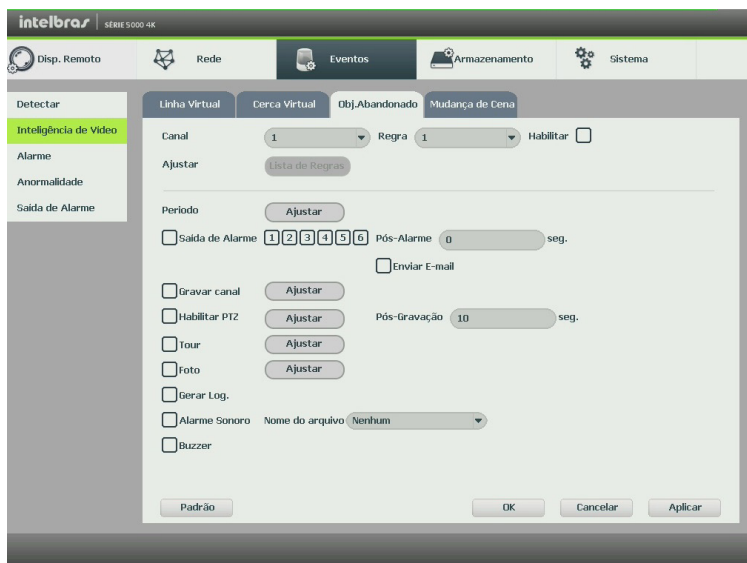 intelbras | SÉRIE 5000 4K
Disp. Remoto Rede Eventos Armazenamento Sistema
Detectar
Inteligência de Vídeo
Alarme
Anormalidade
Saída de Alarme
Linha Virtual Cerca Virtual Obj.Abandonado Mudança de Cena
Canal 1 Regra 1 Habilitar
Ajustar Lista de Regras
Período Ajustar
Saída de Alarme 1 2 3 4 5 6 Pós-Alarme 0 seg.
Enviar E-mail
Gravar canal Ajustar
Habilitar PTZ Ajustar Pós-Gravação 10 seg.
Tour Ajustar
Foto Ajustar
Gerar Log.
Alarme Sonoro Nome do arquivo Nenhum
Buzzer
Padrão OK Cancelar Aplicar